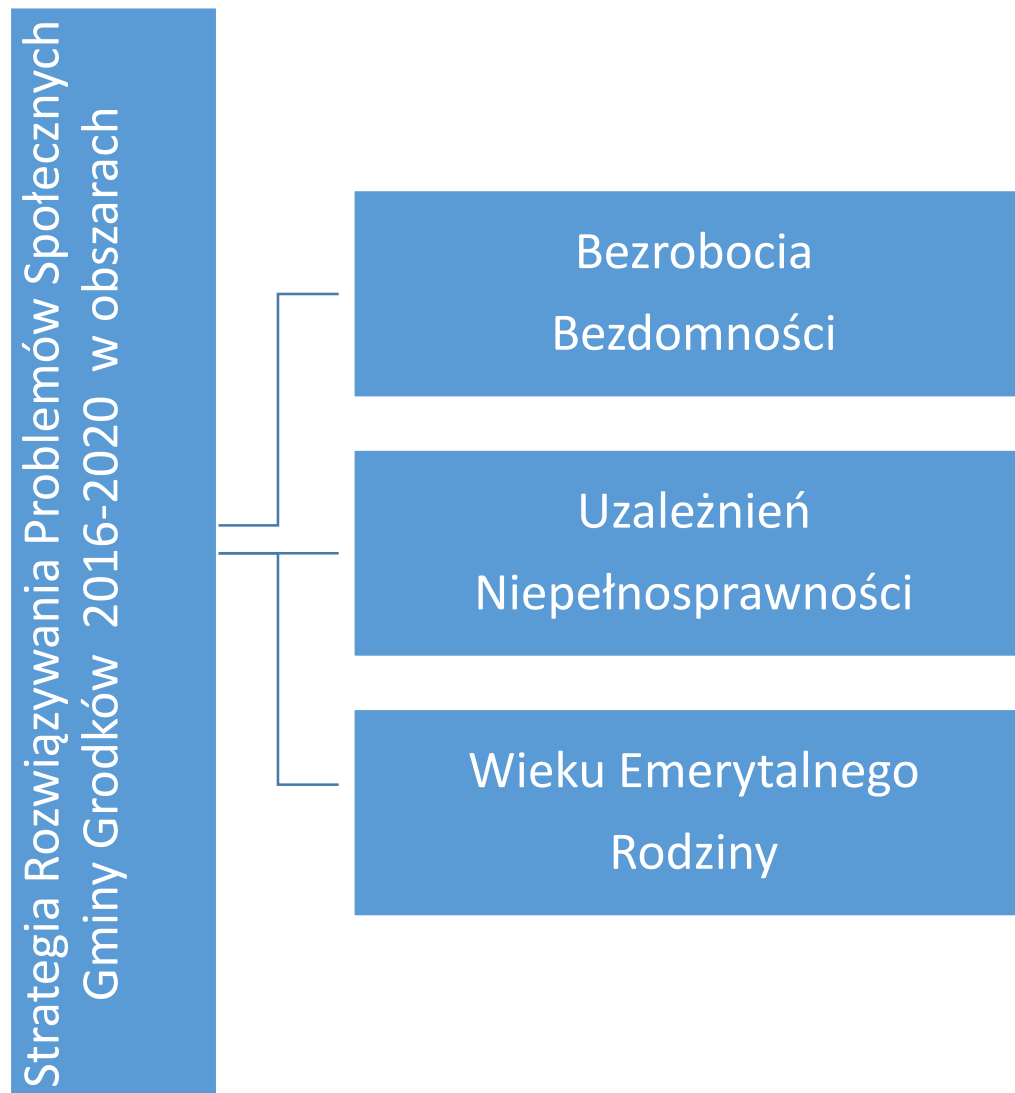 Strategia Rozwiązywania Problemów Społecznych
Gminy Grodków 2016-2020 w obszarach
Bezrobocia
Bezdomności
Uzależnień
Niepełnosprawności
Wieku Emerytalnego
Rodziny